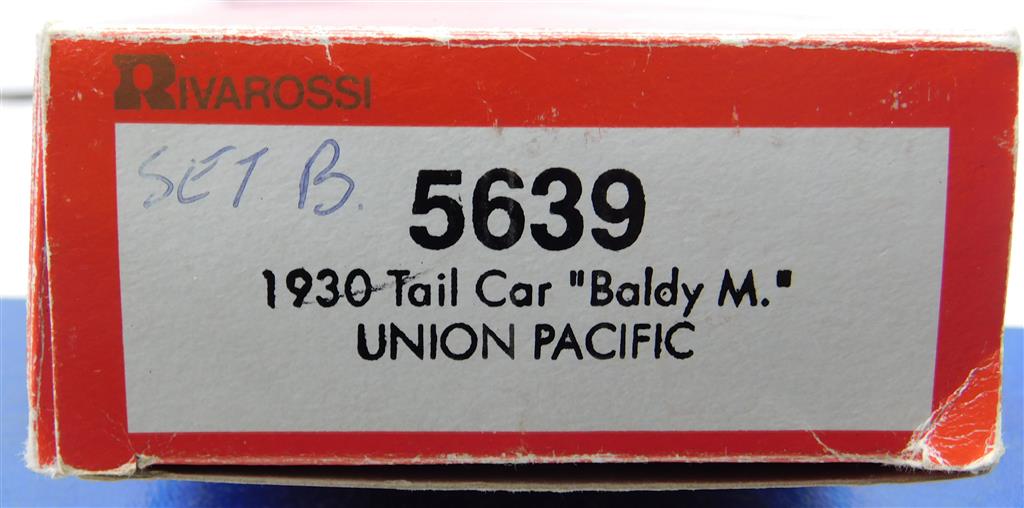 RIVAROSSI
SET B.
5639
1930 Tail Car "Baldy M."
UNION PACIFIC